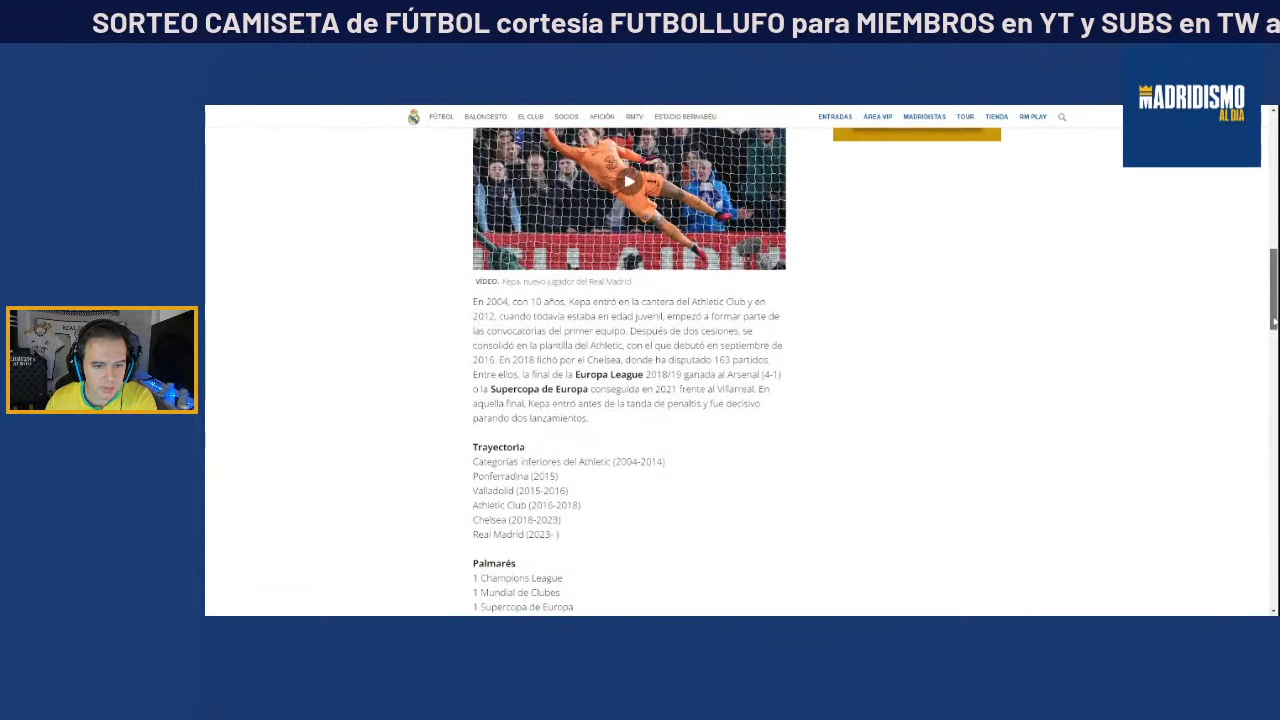 SORTEO CAMISETA de FÚTBOL cortesía FUTBOLLUFO para MIEMBROS en YT y SUBS en TW a
MADRIDISMO
AL DÍA
FÚTBOL BALONCESTO EL CLUB SOCIOS AFICIÓN RMTV ESTADIO BERNABÉU ENTRADAS ÁREA VIP MADRIDISTAS TOUR TIENDA RM PLAY
VÍDEO. Kepa, nuevo jugador del Real Madrid
En 2004, con 10 años, Kepa entró en la cantera del Athletic Club y en
2012, cuando todavía estaba en edad juvenil, empezó a formar parte de
las convocatorias del primer equipo. Después de dos cesiones, se
consolidó en la plantilla del Athletic, con el que debutó en septiembre de
2016. En 2018 fichó por el Chelsea, donde ha disputado 163 partidos.
Entre ellos, la final de la Europa League 2018/19 ganada al Arsenal (4-1)
o la Supercopa de Europa conseguida en 2021 frente al Villarreal. En
aquella final, Kepa entró antes de la tanda de penaltis y fue decisivo
parando dos lanzamientos.
Trayectoria
Categorías inferiores del Athletic (2004-2014)
Ponferradina (2015)
Valladolid (2015-2016)
Athletic Club (2016-2018)
Chelsea (2018-2023)
Real Madrid (2023- )
Palmarés
1 Champions League
1 Mundial de Clubes
1 Supercopa de Europa